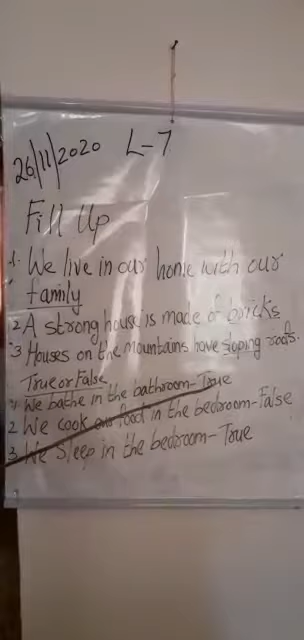 26/11/2020 L-7
Fill Up
1. We live in our home with our
family
2 A strong house is made of bricks
3 Houses on the mountains have sloping roofs.
True or False
1. We bathe in the bathroom-True
2 We cook our food in the bedroom-False
3. We Sleep in the bedroom-True